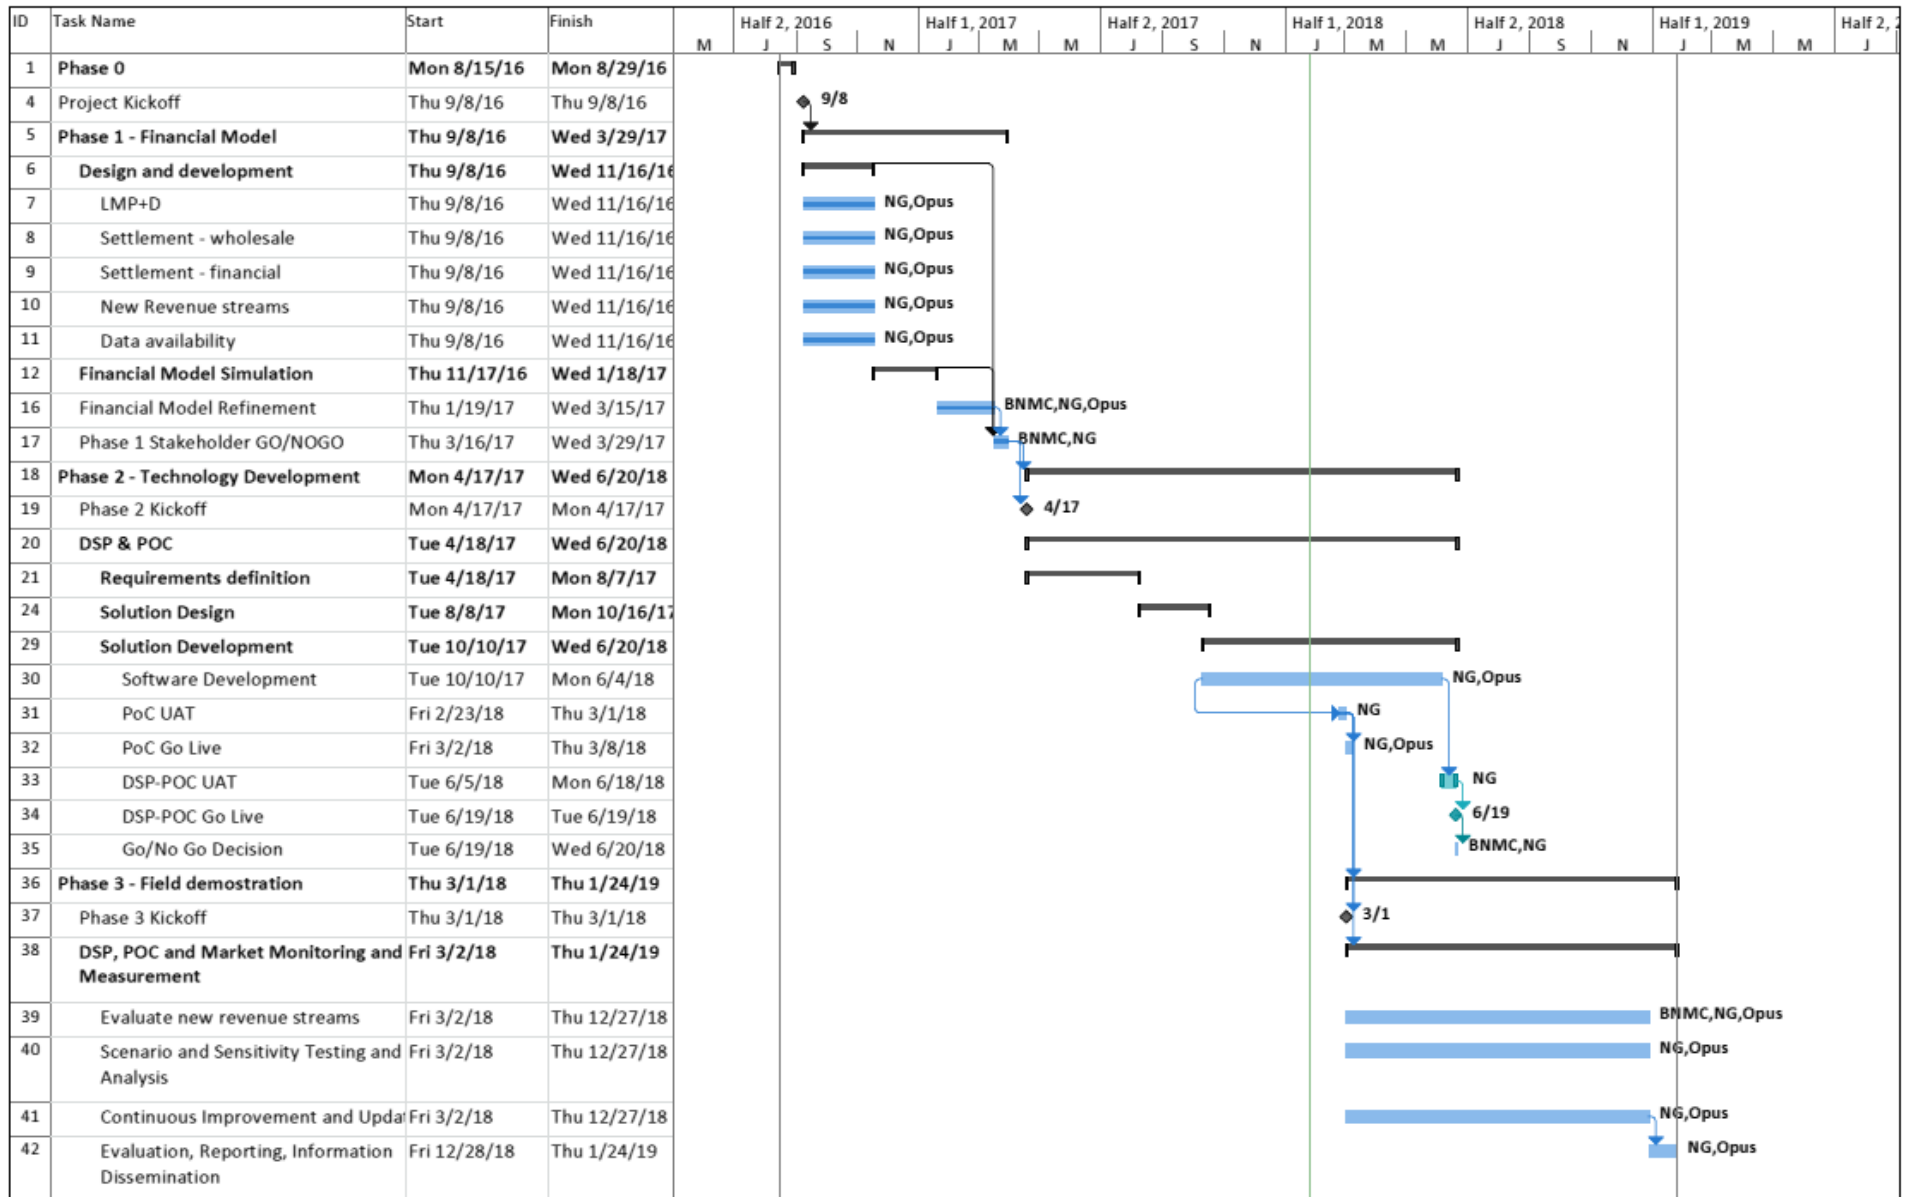 ID Task Name Start Finish Half 2, 2016 Half 1, 2017 Half 2, 2017 Half 1, 2018 Half 2, 2018 Half 1, 2019 Half 2, 2
M J S N J M M J S N J M M J S N J M M J
1 Phase 0 Mon 8/15/16 Mon 8/29/16
4 Project Kickoff Thu 9/8/16 Thu 9/8/16 9/8
5 Phase 1 - Financial Model Thu 9/8/16 Wed 3/29/17
6 Design and development Thu 9/8/16 Wed 11/16/16
7 LMP+D Thu 9/8/16 Wed 11/16/16 NG,Opus
8 Settlement - wholesale Thu 9/8/16 Wed 11/16/16 NG,Opus
9 Settlement - financial Thu 9/8/16 Wed 11/16/16 NG,Opus
10 New Revenue streams Thu 9/8/16 Wed 11/16/16 NG,Opus
11 Data availability Thu 9/8/16 Wed 11/16/16 NG,Opus
12 Financial Model Simulation Thu 11/17/16 Wed 1/18/17
16 Financial Model Refinement Thu 1/19/17 Wed 3/15/17 BNMC,NG,Opus
17 Phase 1 Stakeholder GO/NOGO Thu 3/16/17 Wed 3/29/17 BNMC,NG
18 Phase 2 - Technology Development Mon 4/17/17 Wed 6/20/18
19 Phase 2 Kickoff Mon 4/17/17 Mon 4/17/17 4/17
20 DSP & POC Tue 4/18/17 Wed 6/20/18
21 Requirements definition Tue 4/18/17 Mon 8/7/17
24 Solution Design Tue 8/8/17 Mon 10/16/17
29 Solution Development Tue 10/10/17 Wed 6/20/18
30 Software Development Tue 10/10/17 Mon 6/4/18 NG,Opus
31 PoC UAT Fri 2/23/18 Thu 3/1/18 NG
32 PoC Go Live Fri 3/2/18 Thu 3/8/18 NG,Opus
33 DSP-POC UAT Tue 6/5/18 Mon 6/18/18 NG
34 DSP-POC Go Live Tue 6/19/18 Tue 6/19/18 6/19
35 Go/No Go Decision Tue 6/19/18 Wed 6/20/18 BNMC,NG
36 Phase 3 - Field demostration Thu 3/1/18 Thu 1/24/19
37 Phase 3 Kickoff Thu 3/1/18 Thu 3/1/18 3/1
38 DSP, POC and Market Monitoring and Fri 3/2/18 Thu 1/24/19
Measurement
39 Evaluate new revenue streams Fri 3/2/18 Thu 12/27/18 BNMC,NG,Opus
40 Scenario and Sensitivity Testing and Fri 3/2/18 Thu 12/27/18 NG,Opus
Analysis
41 Continuous Improvement and Updat Fri 3/2/18 Thu 12/27/18 NG,Opus
42 Evaluation, Reporting, Information Fri 12/28/18 Thu 1/24/19 NG,Opus
Dissemination